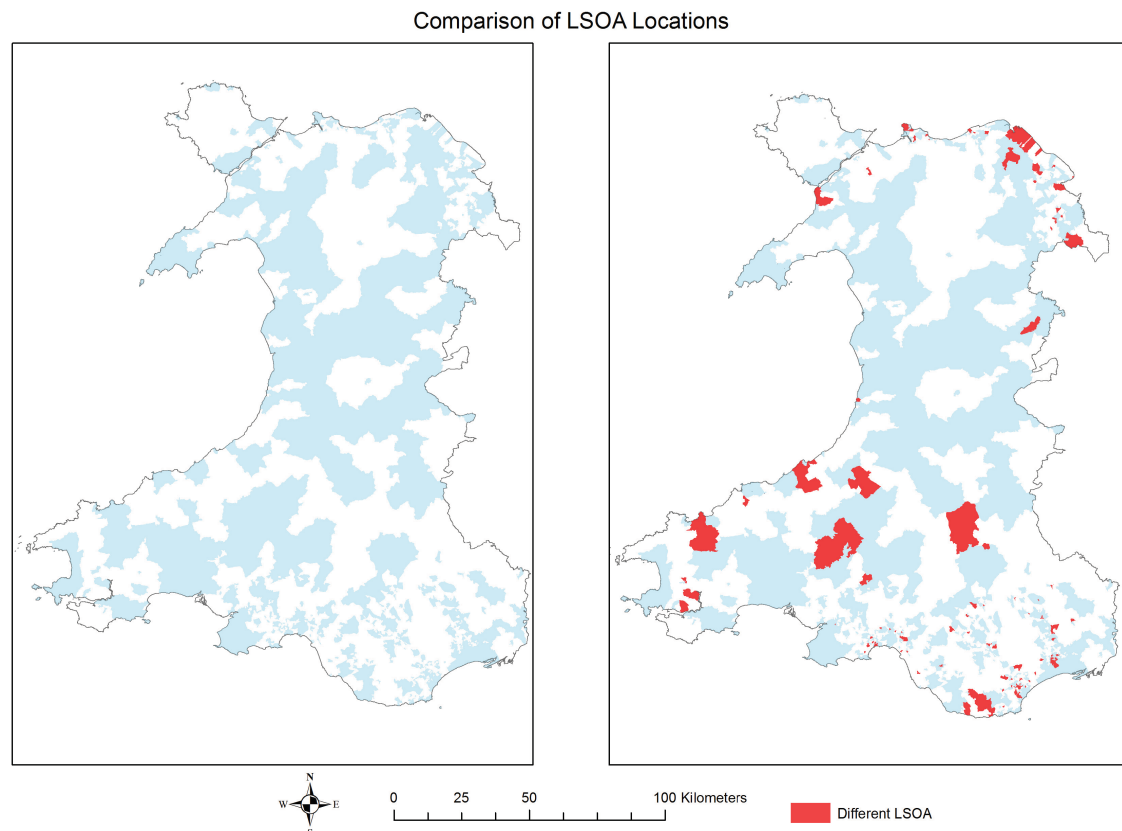 Comparison of LSOA Locations
N
W E
S
0 25 50 100 Kilometers
Different LSOA